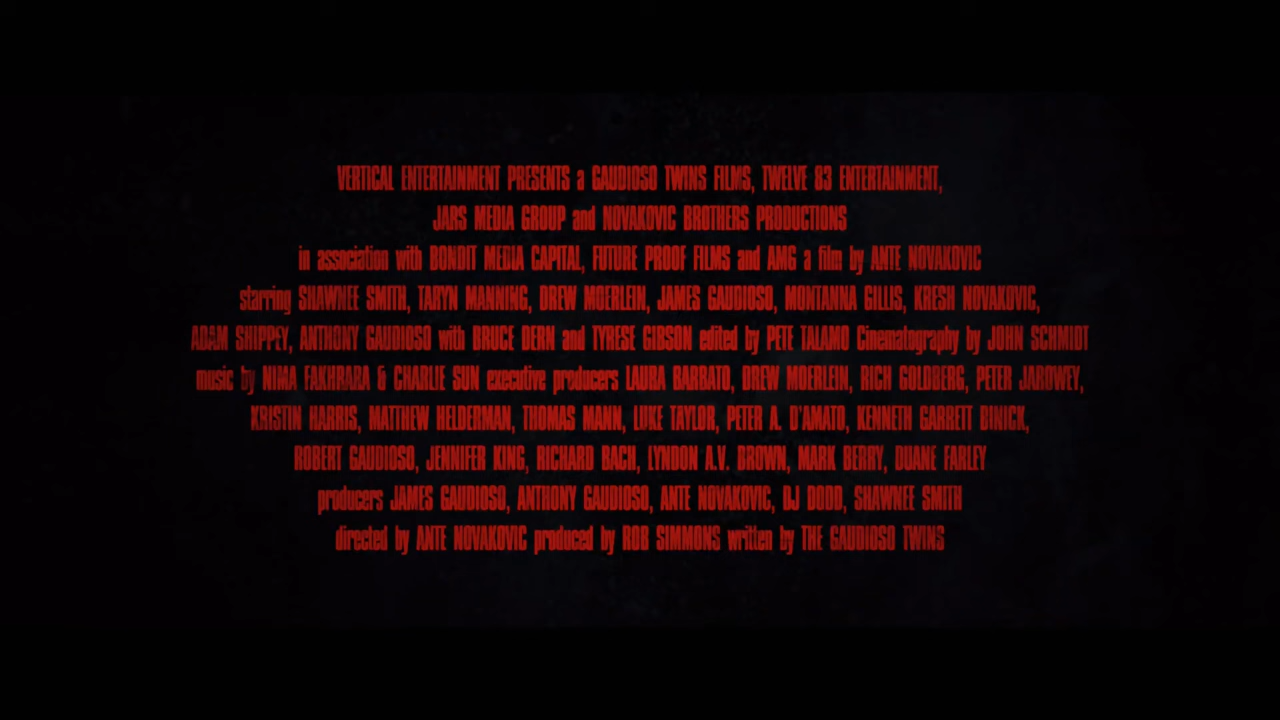 VERTICAL ENTERTAINMENT PRESENTS a GAUDIOSO TWINS FILMS, TWELVE 83 ENTERTAINMENT,
JARS MEDIA GROUP and NOVAKOVIC BROTHERS PRODUCTIONS
in association with BONDIT MEDIA CAPITAL, FUTURE PROOF FILMS and AMG a film by ANTE NOVAKOVIC
starring SHAWNEE SMITH, TARYN MANNING, DREW MOERLEIN, JAMES GAUDIOSO, MONTANNA GILLIS, KRESH NOVAKOVIC,
ADAM SHIPPEY, ANTHONY GAUDIOSO with BRUCE DERN and TYRESE GIBSON edited by PETE TALAMO Cinematography by JOHN SCHMIDT
music by NIMA FAKHRARA & CHARLIE SUN executive producers LAURA BARBATO, DREW MOERLEIN, RICH GOLDBERG, PETER JAROWEY,
KRISTIN HARRIS, MATTHEW HELDERMAN, THOMAS MANN, LUKE TAYLOR, PETER A. D'AMATO, KENNETH GARRETT DINICK,
ROBERT GAUDIOSO, JENNIFER KING, RICHARD BACH, LYNDON A.V. BROWN, MARK BERRY, DUANE FARLEY
producers JAMES GAUDIOSO, ANTHONY GAUDIOSO, ANTE NOVAKOVIC, DJ DODD, SHAWNEE SMITH
directed by ANTE NOVAKOVIC produced by ROB SIMMONS written by THE GAUDIOSO TWINS